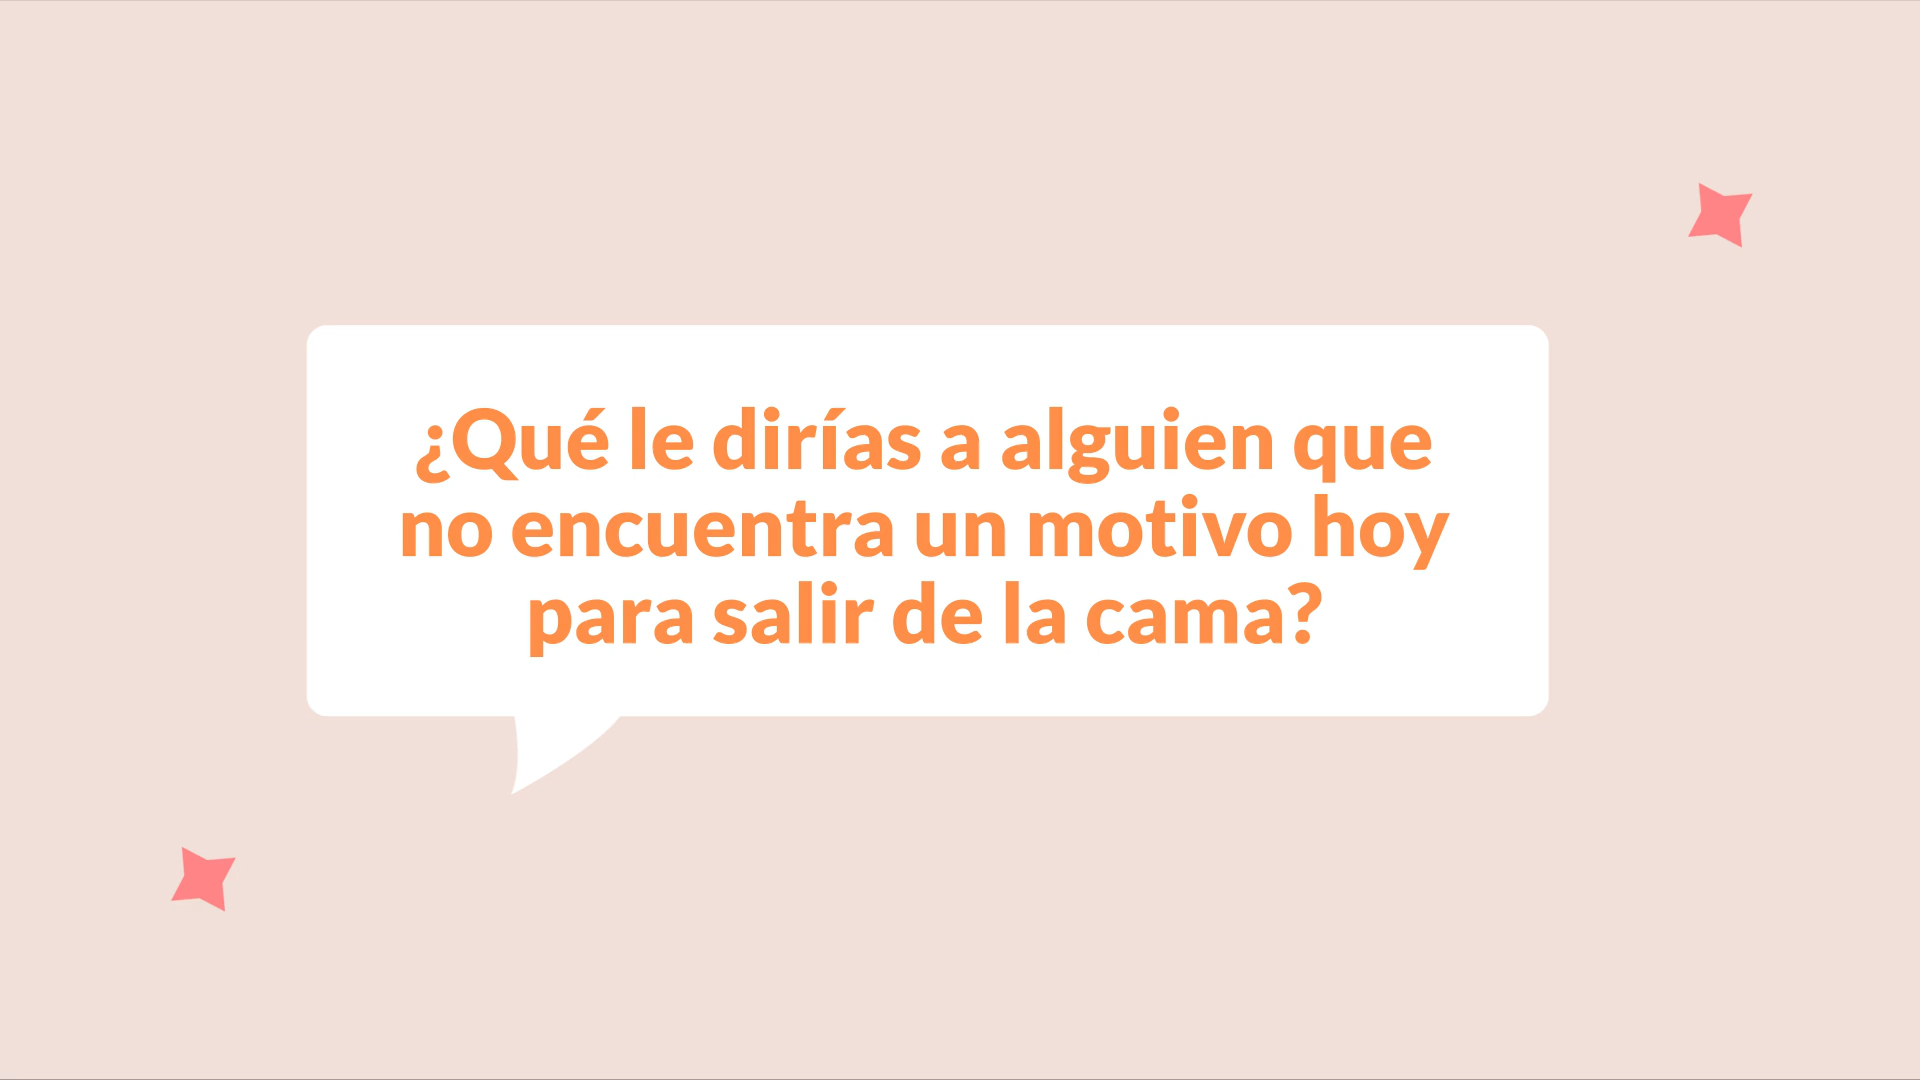 ¿Qué le dirías a alguien que
no encuentra un motivo hoy
para salir de la cama?